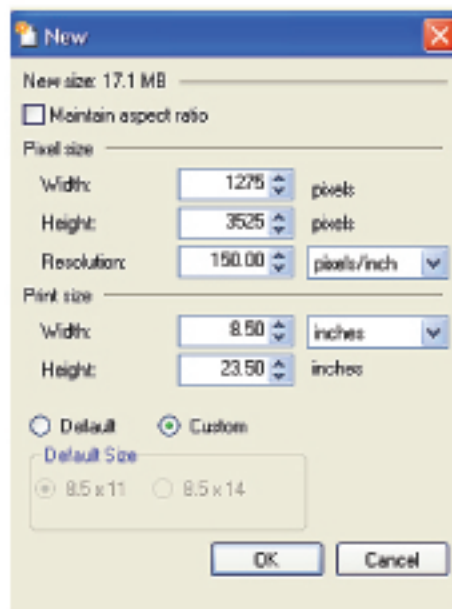 New
New size: 17.1 MB
Maintain aspect ratio
Pixel size
Width: 1275 pixels
Height: 3525 pixels
Resolution: 150.00 pixels/inch
Print size
Width: 8.50 inches
Height: 23.50 inches
Default Custom
Default Size
8.5 x 11 8.5 x 14
OK Cancel